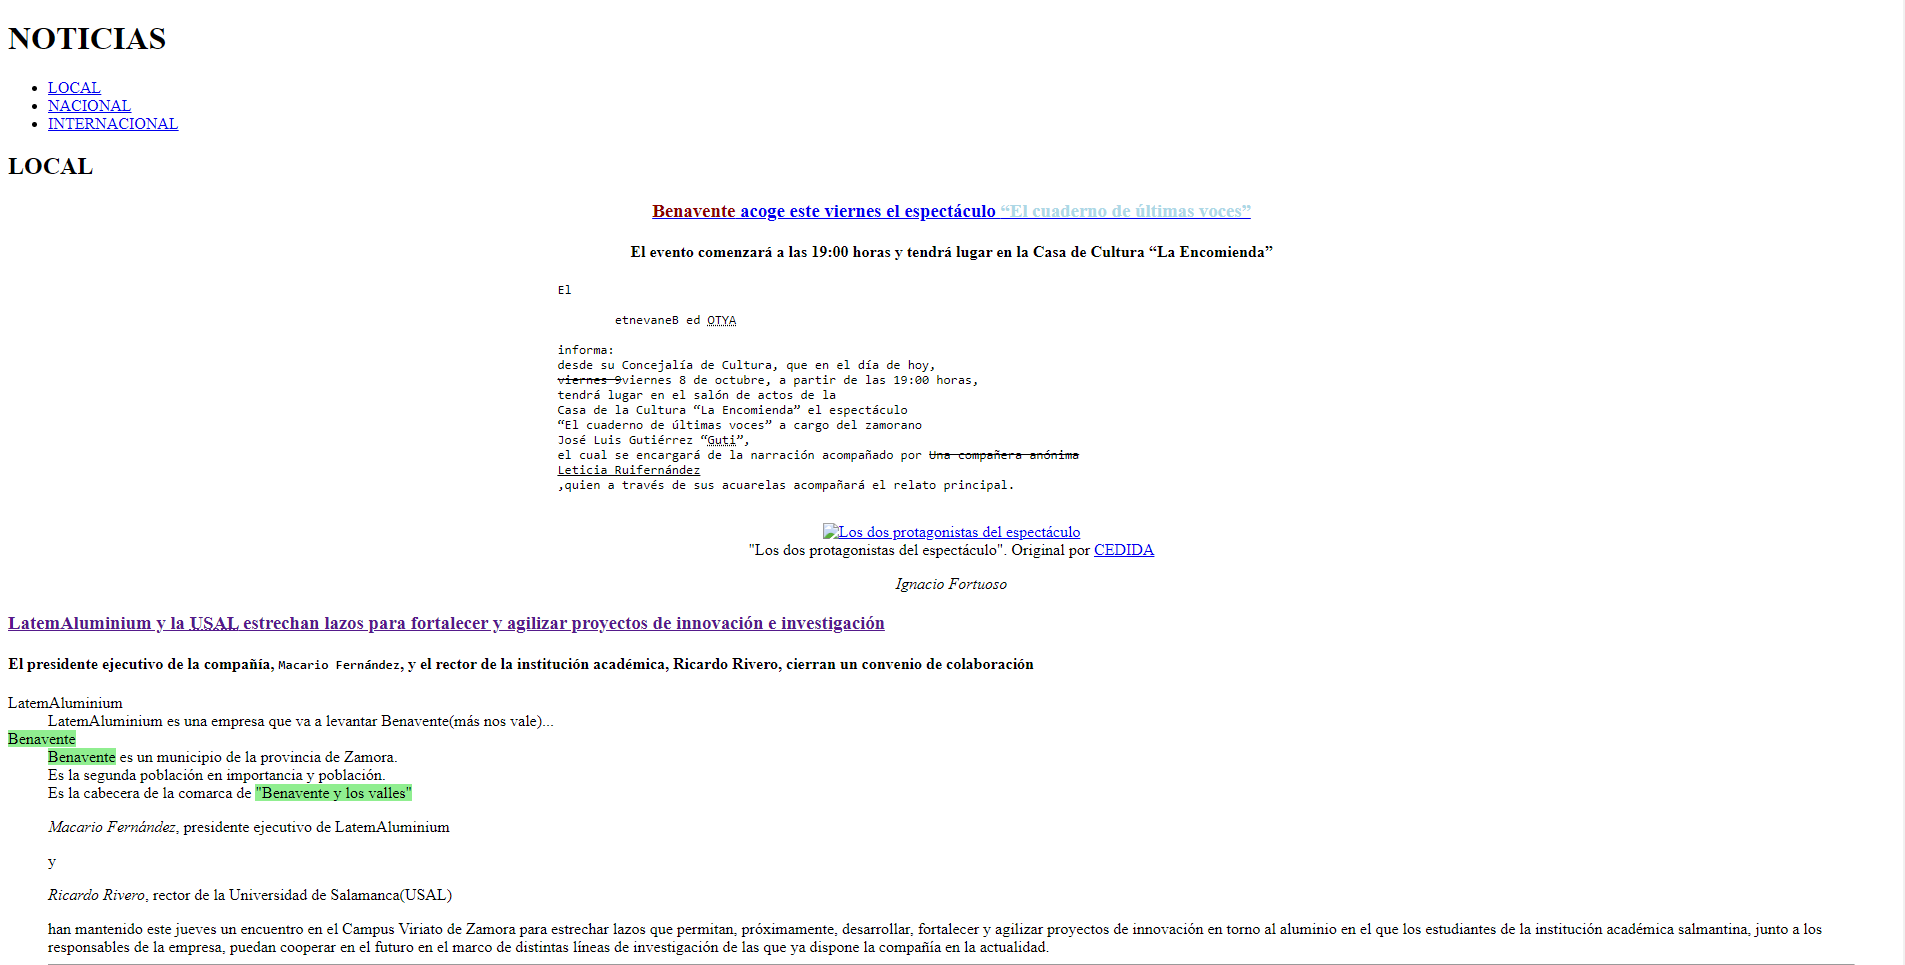 NOTICIAS
LOCAL
NACIONAL
INTERNACIONAL
LOCAL
Benavente acoge este viernes el espectáculo “El cuaderno de últimas voces”
El evento comenzará a las 19:00 horas y tendrá lugar en la Casa de Cultura “La Encomienda”
El
etnevaneB ed OTYA
informa:
desde su Concejalía de Cultura, que en el día de hoy,
viernes 9viernes 8 de octubre, a partir de las 19:00 horas,
tendrá lugar en el salón de actos de la
Casa de la Cultura “La Encomienda” el espectáculo
“El cuaderno de últimas voces” a cargo del zamorano
José Luis Gutiérrez “Guti”,
el cual se encargará de la narración acompañado por Una compañera anónima
Leticia Ruifernández
,quien a través de sus acuarelas acompañará el relato principal.
Los dos protagonistas del espectáculo
"Los dos protagonistas del espectáculo". Original por CEDIDA
Ignacio Fortuoso
LatemAluminium y la USAL estrechan lazos para fortalecer y agilizar proyectos de innovación e investigación
El presidente ejecutivo de la compañía, Macario Fernández, y el rector de la institución académica, Ricardo Rivero, cierran un convenio de colaboración
LatemAluminium
LatemAluminium es una empresa que va a levantar Benavente(más nos vale)...
Benavente
Benavente es un municipio de la provincia de Zamora.
Es la segunda población en importancia y población.
Es la cabecera de la comarca de "Benavente y los valles"
Macario Fernández, presidente ejecutivo de LatemAluminium
y
Ricardo Rivero, rector de la Universidad de Salamanca(USAL)
han mantenido este jueves un encuentro en el Campus Viriato de Zamora para estrechar lazos que permitan, próximamente, desarrollar, fortalecer y agilizar proyectos de innovación en torno al aluminio en el que los estudiantes de la institución académica salmantina, junto a los
responsables de la empresa, puedan cooperar en el futuro en el marco de distintas líneas de investigación de las que ya dispone la compañía en la actualidad.